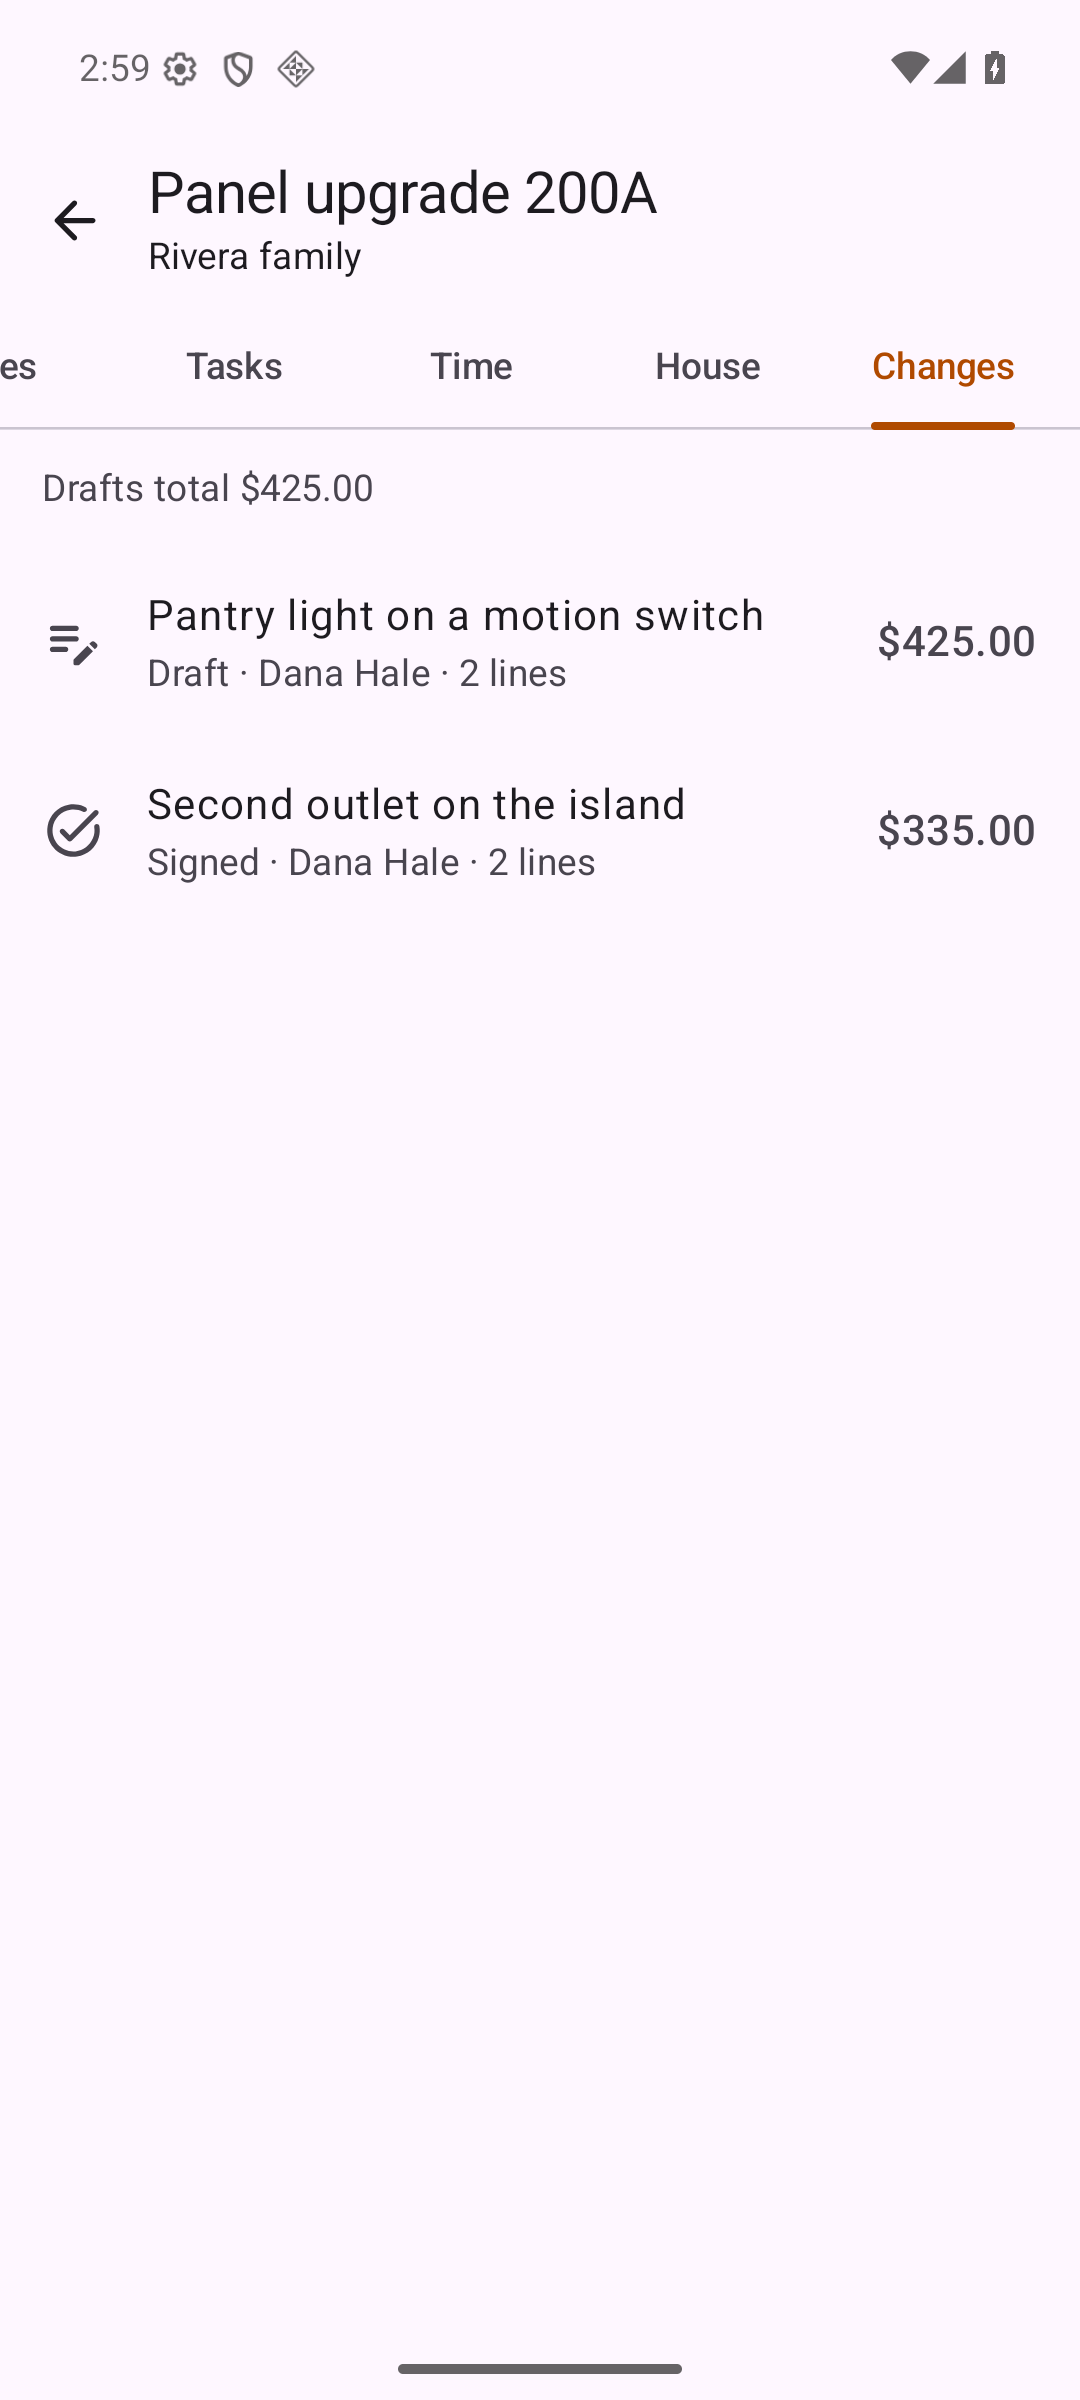 2:59
Panel upgrade 200A
Rivera family
es Tasks Time House Changes
Drafts total $425.00
Pantry light on a motion switch
$425.00
Draft · Dana Hale · 2 lines
Second outlet on the island
$335.00
Signed · Dana Hale · 2 lines